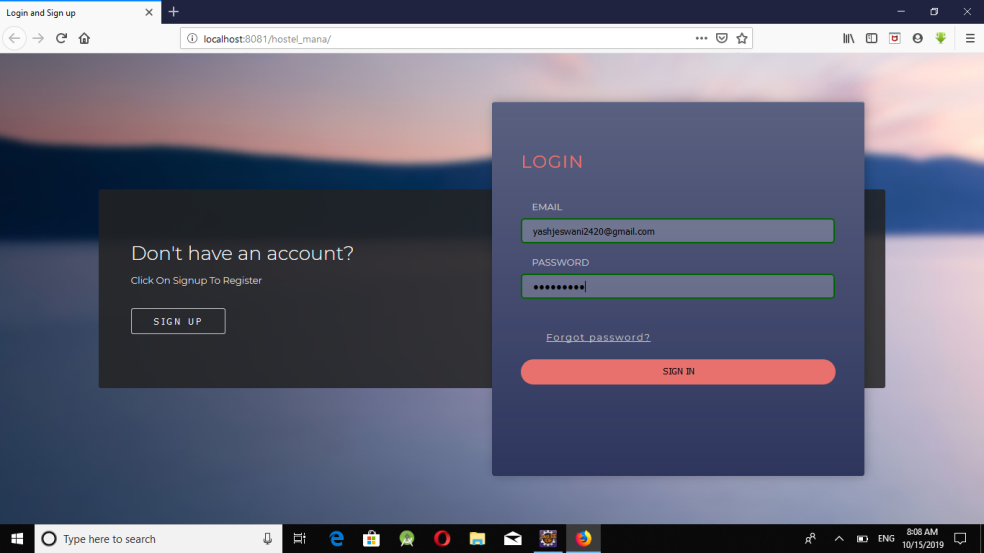 Login and Sign up
localhost:8081/hostel_mana/
LOGIN
EMAIL
yashjeswani2420@gmail.com
PASSWORD
Don't have an account?
Click On Signup To Register
SIGN UP
Forgot password?
SIGN IN
Type here to search
ENG
8:08 AM
10/15/2019